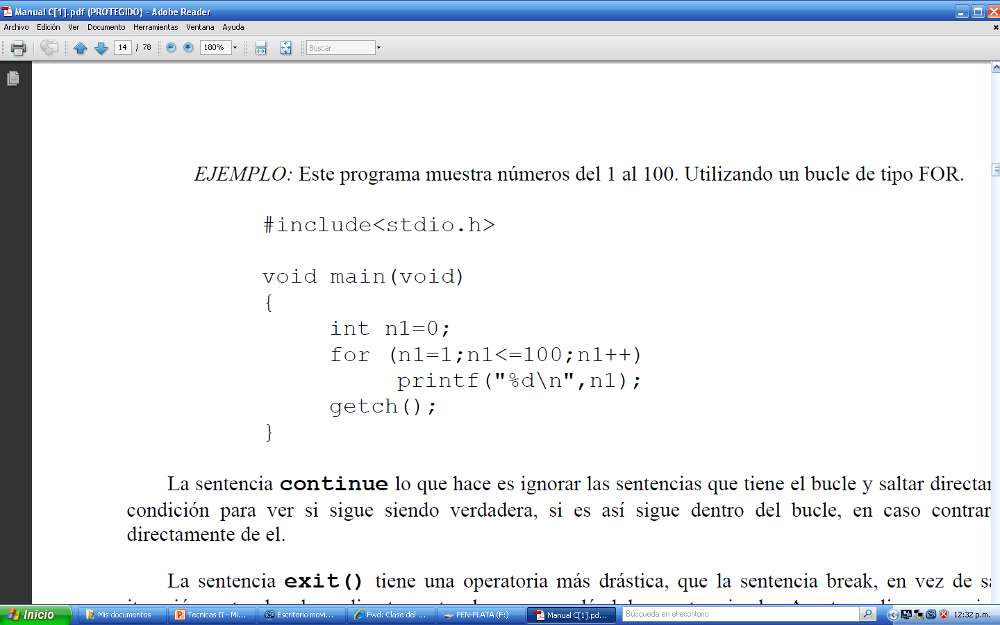 Manual C[1].pdf (PROTEGIDO) - Adobe Reader
Archivo Edición Ver Documento Herramientas Ventana Ayuda
14 / 78 180% Buscar
EJEMPLO: Este programa muestra números del 1 al 100. Utilizando un bucle de tipo FOR.
#include<stdio.h>
void main(void)
{
int n1=0;
for (n1=1;n1<=100;n1++)
printf("%d\n",n1);
getch();
}
La sentencia continue lo que hace es ignorar las sentencias que tiene el bucle y saltar directar
condición para ver si sigue siendo verdadera, si es así sigue dentro del bucle, en caso contrar
directamente de el.
La sentencia exit() tiene una operatoria más drástica, que la sentencia break, en vez de sa
Inicio Mis documentos Tecnicas II - Mi... Escritorio movi... Fwd: Clase del ... PEN-PLATA (F:) Manual C[1].pd... Búsqueda en el escritorio 12:32 p.m.